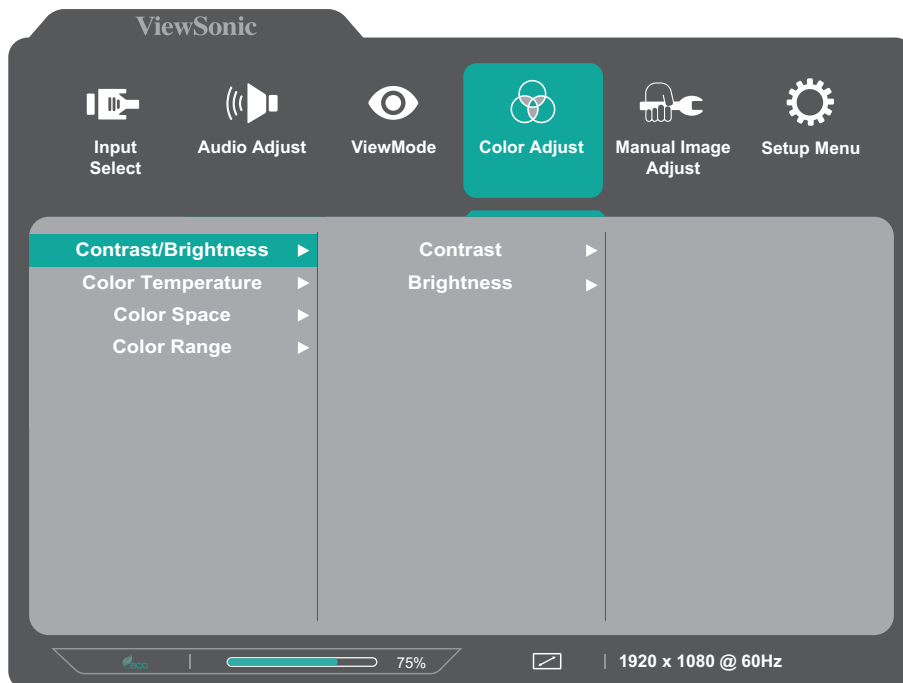 ViewSonic
Input
Select
Audio Adjust
ViewMode
Color Adjust
Manual Image
Adjust
Setup Menu
Contrast/Brightness
Color Temperature
Color Space
Color Range
Contrast
Brightness
eco
75%
1920 x 1080 @ 60Hz